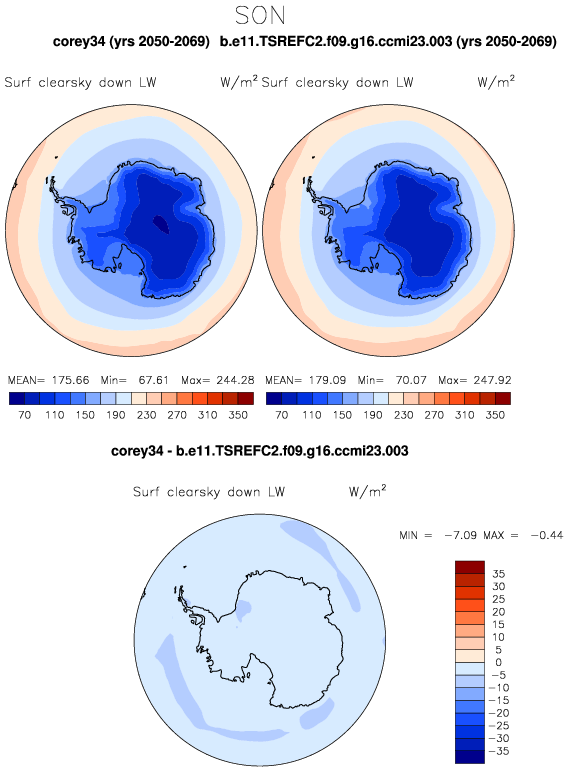 SON
corey34 (yrs 2050-2069) b.e11.TSREFC2.f09.g16.ccmi23.003 (yrs 2050-2069)
Surf clearsky down LW W/m² Surf clearsky down LW W/m²
MEAN= 175.66 Min= 67.61 Max= 244.28 MEAN= 179.09 Min= 70.07 Max= 247.92
70 110 150 190 230 270 310 350 70 110 150 190 230 270 310 350
corey34 - b.e11.TSREFC2.f09.g16.ccmi23.003
Surf clearsky down LW W/m²
MIN = -7.09 MAX = -0.44
35
30
25
20
15
10
5
0
-5
-10
-15
-20
-25
-30
-35